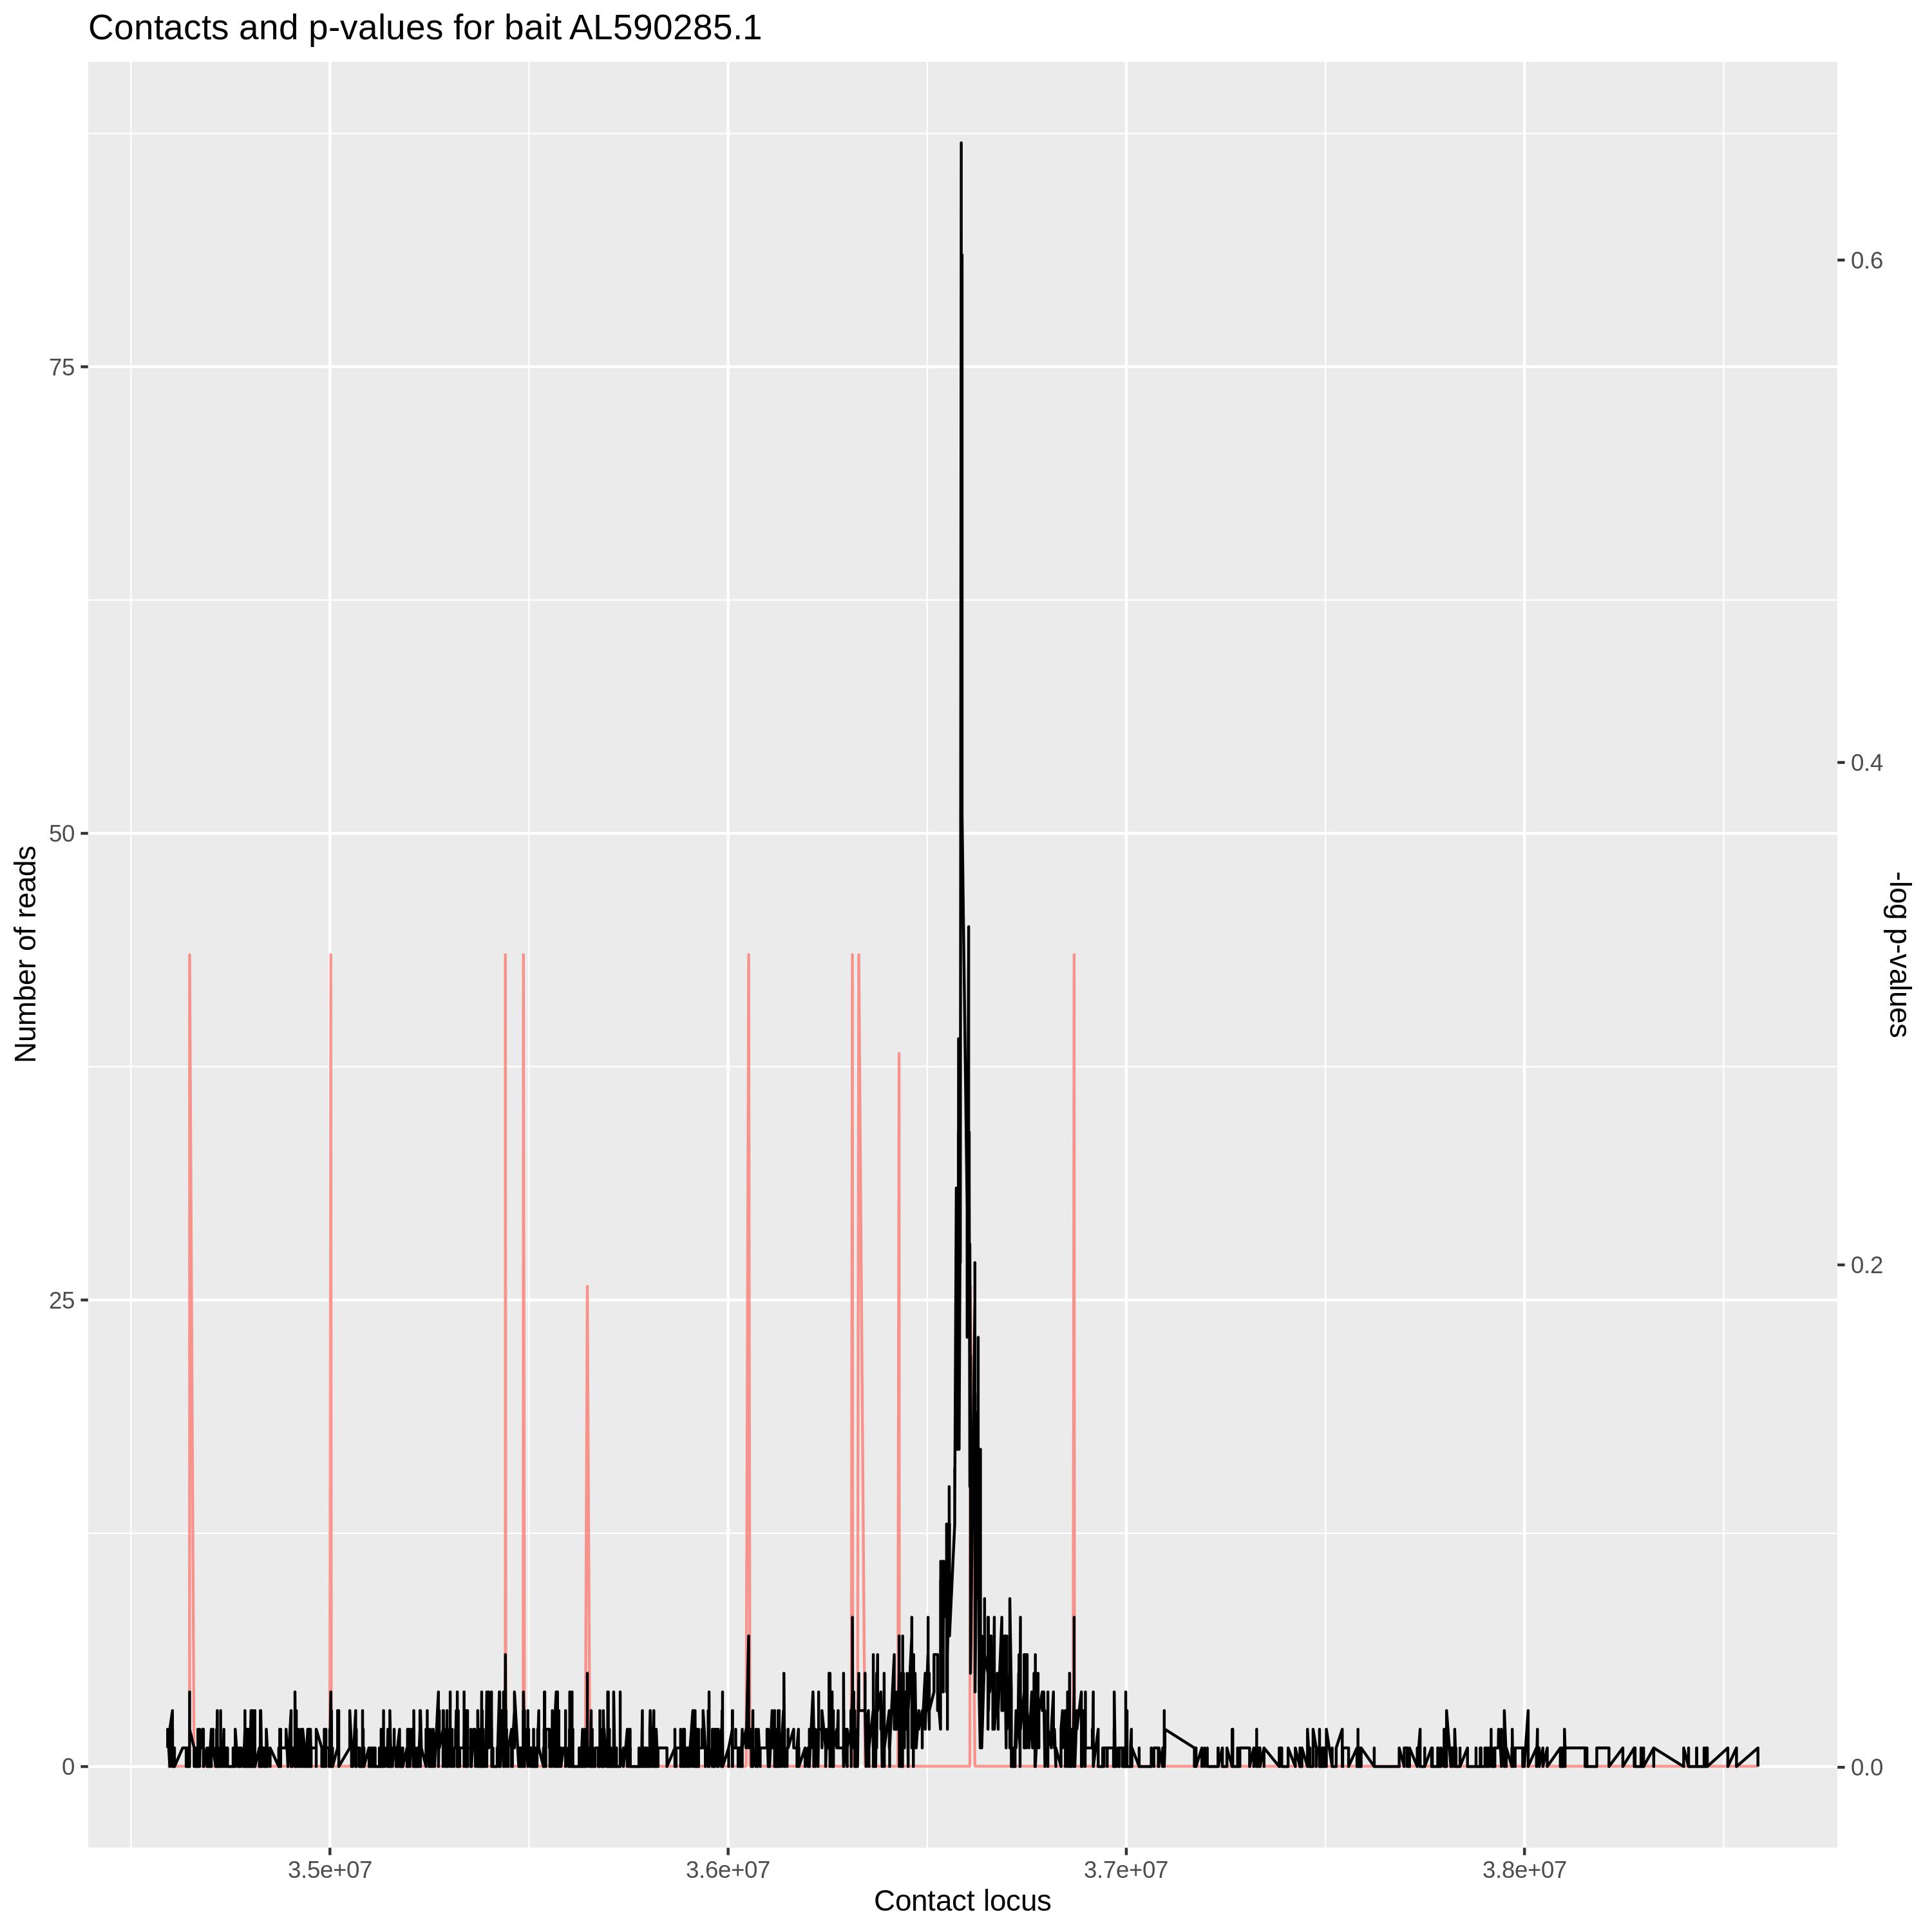 Contacts and p-values for bait AL590285.1
75
50
25
0
Number of reads
0.6
0.4
0.2
0.0
-log p-values
3.5e+07
3.6e+07
3.7e+07
3.8e+07
Contact locus